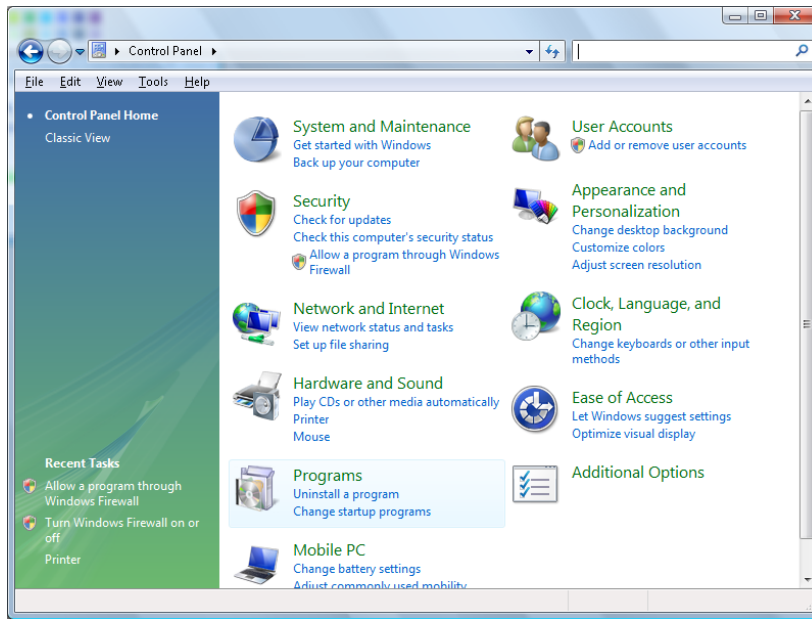 Control Panel
File Edit View Tools Help
Control Panel Home
Classic View
Recent Tasks
Allow a program through
Windows Firewall
Turn Windows Firewall on or
off
Printer
System and Maintenance
Get started with Windows
Back up your computer
Security
Check for updates
Check this computer's security status
Allow a program through Windows
Firewall
Network and Internet
View network status and tasks
Set up file sharing
Hardware and Sound
Play CDs or other media automatically
Printer
Mouse
Programs
Uninstall a program
Change startup programs
Mobile PC
Change battery settings
Adjust commonly used mobility
User Accounts
Add or remove user accounts
Appearance and
Personalization
Change desktop background
Customize colors
Adjust screen resolution
Clock, Language, and
Region
Change keyboards or other input
methods
Ease of Access
Let Windows suggest settings
Optimize visual display
Additional Options